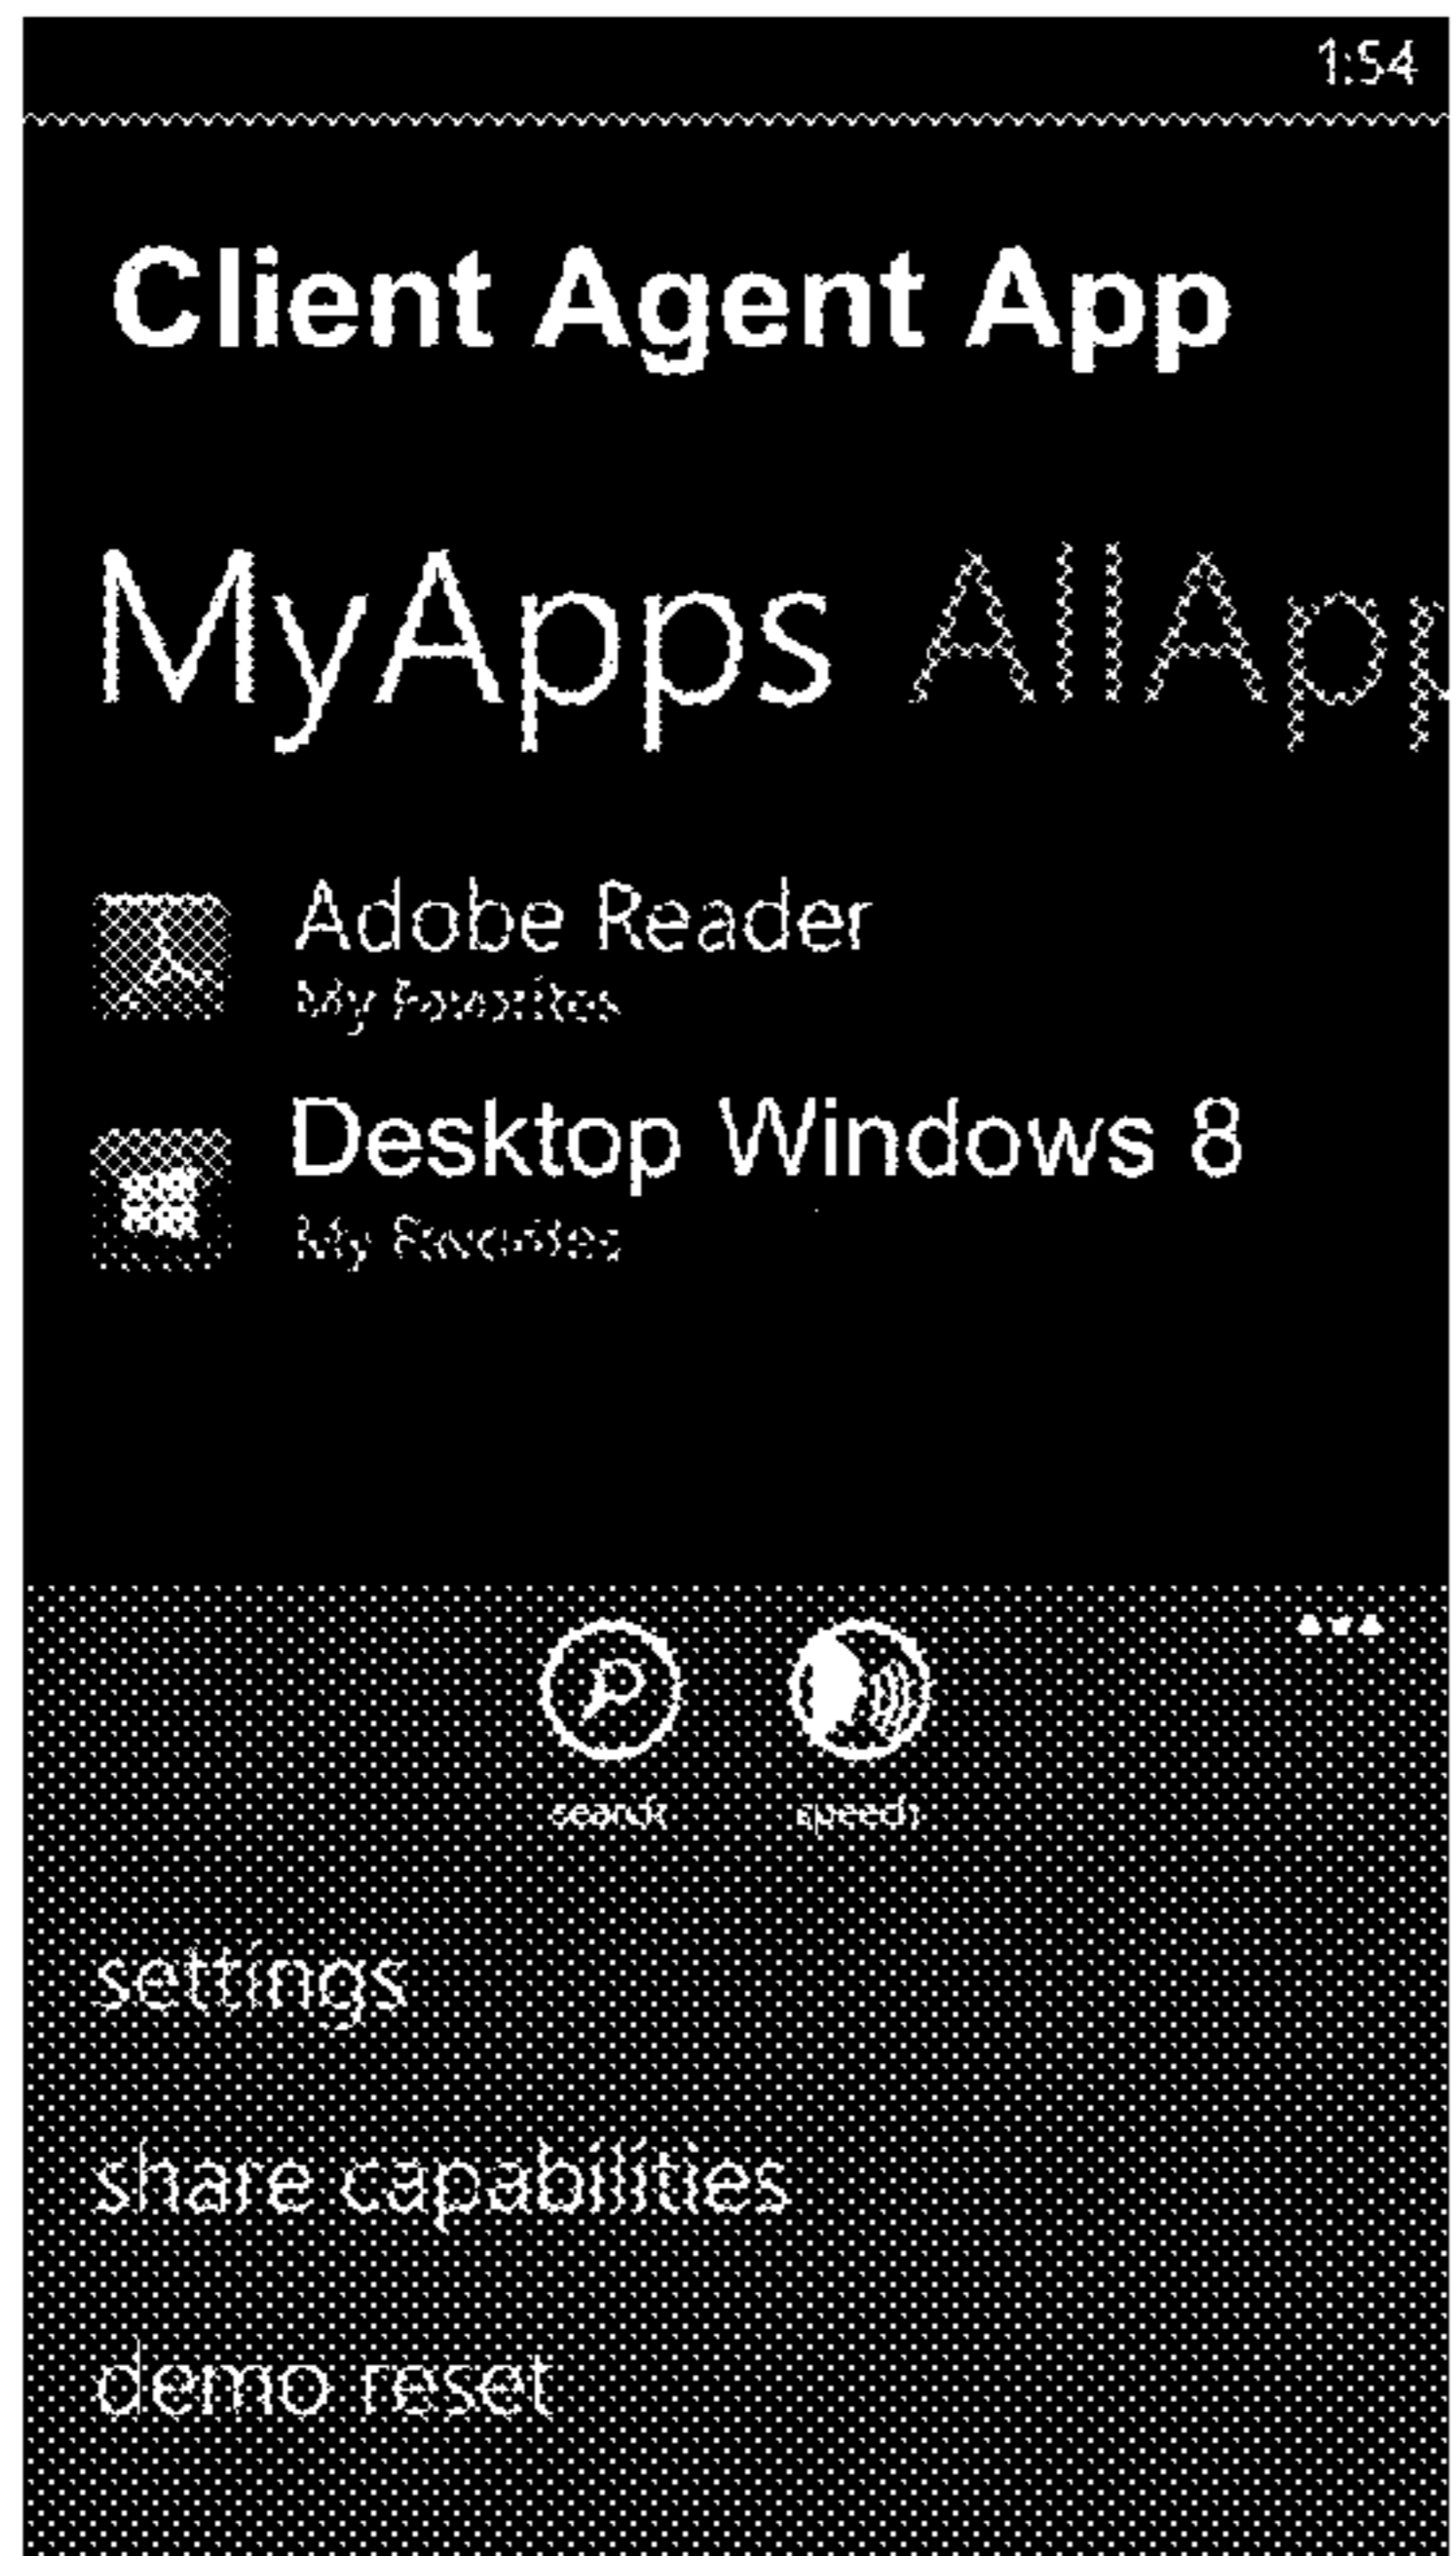 1:54
Client Agent App
MyApps AllApp
Adobe Reader
My Favorites
Desktop Windows 8
My Favorites
search speech
settings
share capabilities
demo reset